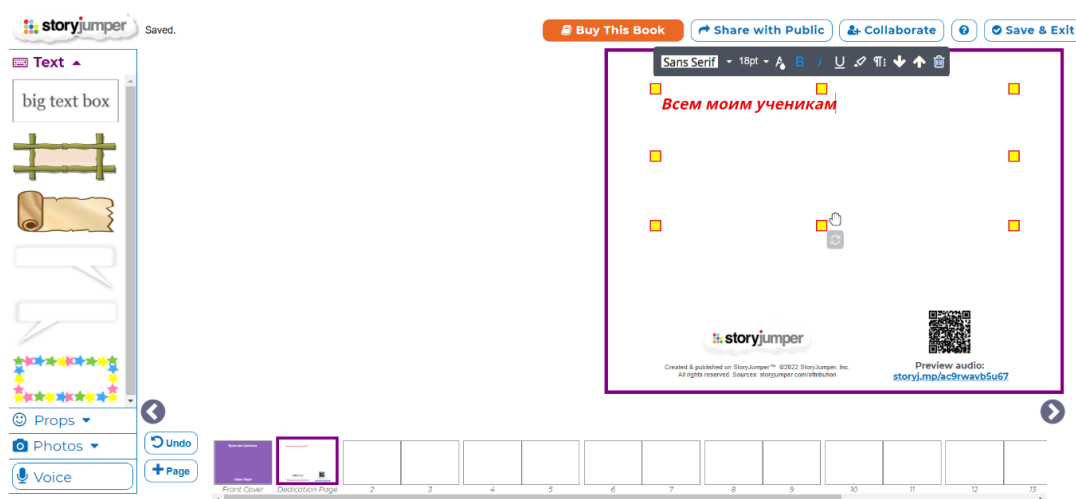 storyjumper
Saved.
Buy This Book
Share with Public
Collaborate
Save & Exit
Text
Sans Serif
18pt
big text box
Всем моим ученикам
storyjumper
Created & published on StoryJumper™ ©2022 StoryJumper, Inc.
All rights reserved. Sources: storyjumper.com/attribution
Preview audio:
storyj.mp/ac9rwavb5u67
Props
Photos
Voice
Undo
Page
Front Cover
Dedication Page
2
3
4
5
6
7
8
9
10
11
12
13